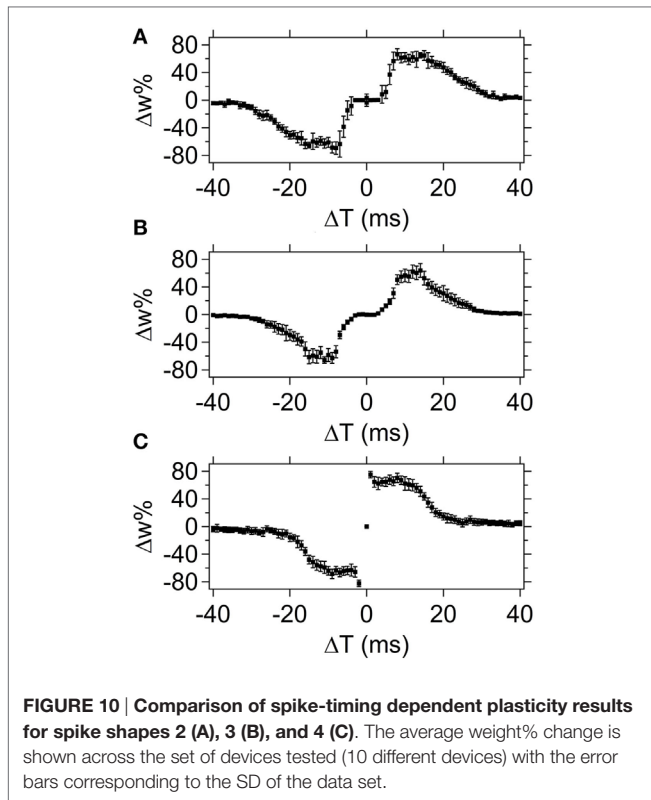 A
80
40
0
-40
-80
Δw%
-40 -20 0 20 40
ΔT (ms)
B
80
40
0
-40
-80
Δw%
-40 -20 0 20 40
ΔT (ms)
C
80
40
0
-40
-80
Δw%
-40 -20 0 20 40
ΔT (ms)
FIGURE 10 | Comparison of spike-timing dependent plasticity results
for spike shapes 2 (A), 3 (B), and 4 (C). The average weight% change is
shown across the set of devices tested (10 different devices) with the error
bars corresponding to the SD of the data set.